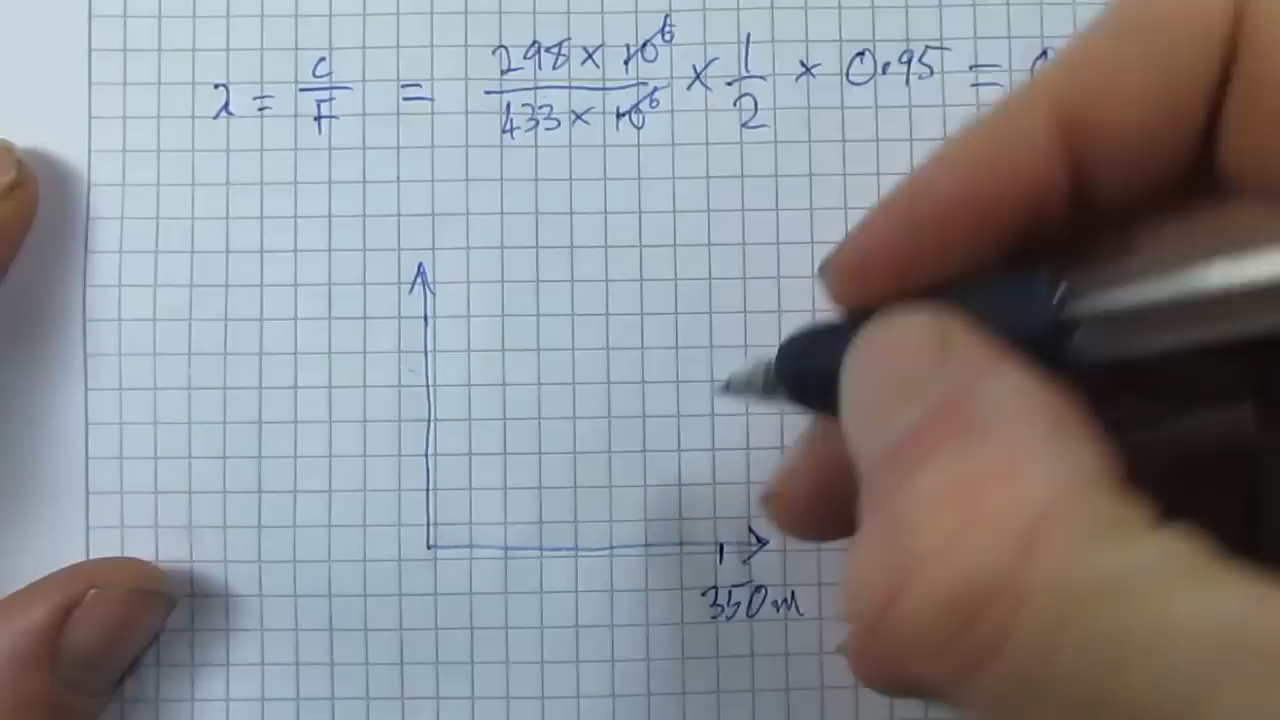 λ = c/F = 298 × 10⁶/433 × 10⁶ × 1/2 × 0.95 =
350m